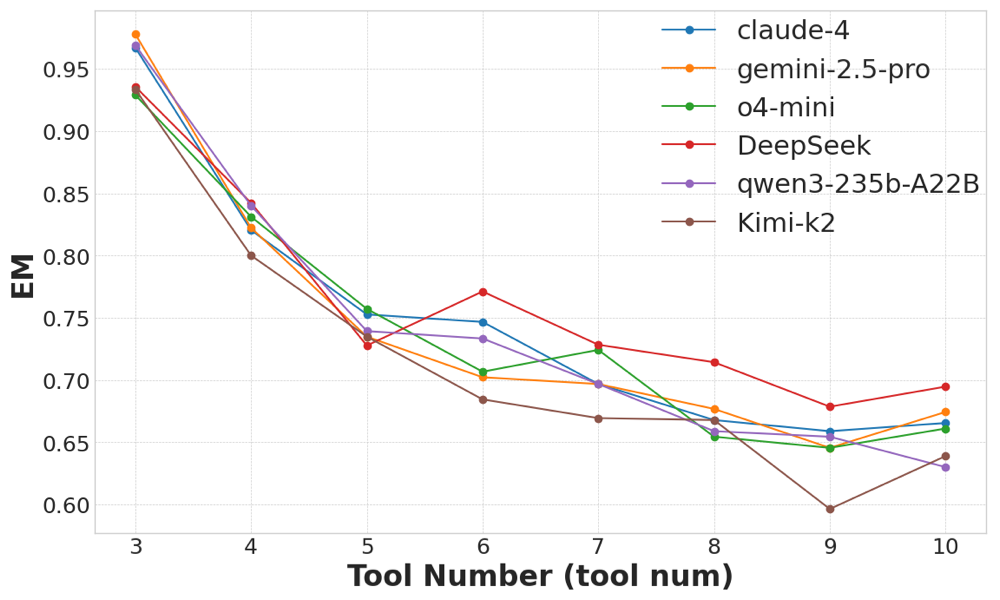 claude-4
gemini-2.5-pro
o4-mini
DeepSeek
qwen3-235b-A22B
Kimi-k2
EM
0.95
0.90
0.85
0.80
0.75
0.70
0.65
0.60
3 4 5 6 7 8 9 10
Tool Number (tool num)